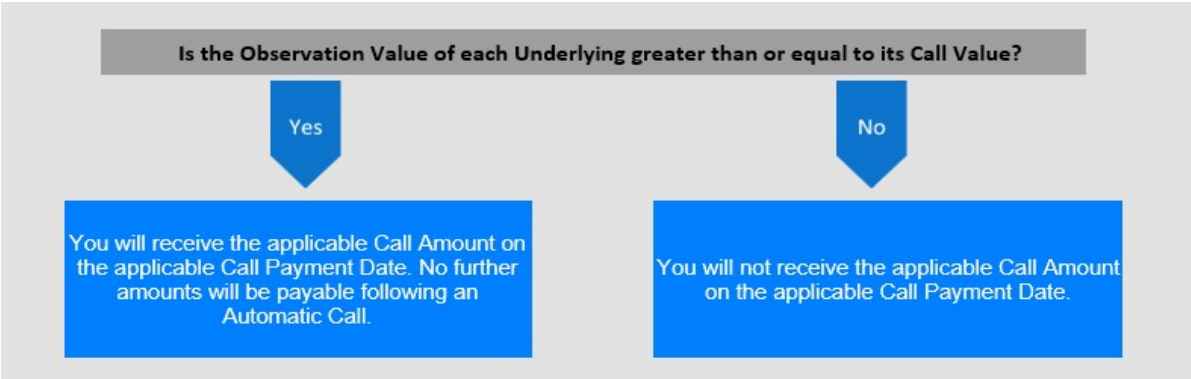 Is the Observation Value of each Underlying greater than or equal to its Call Value?
Yes
No
You will receive the applicable Call Amount on
the applicable Call Payment Date. No further
amounts will be payable following an
Automatic Call.
You will not receive the applicable Call Amount
on the applicable Call Payment Date.